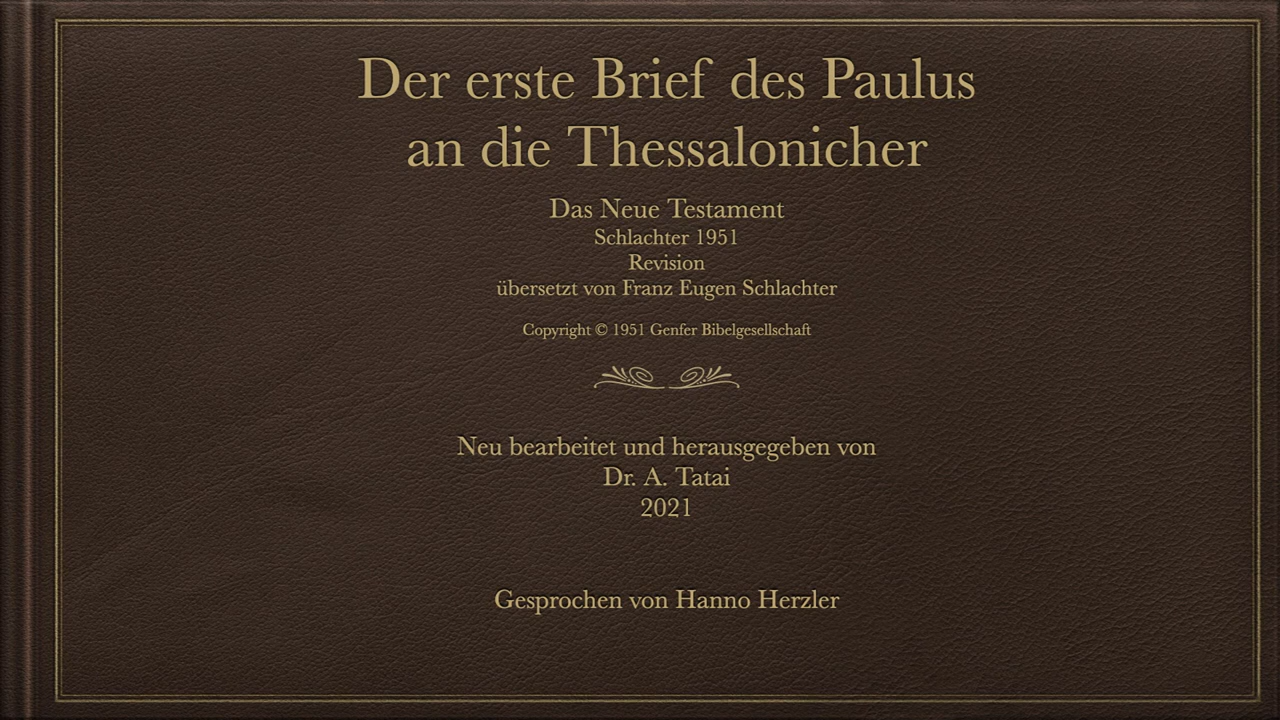 Der erste Brief des Paulus
an die Thessalonicher
Das Neue Testament
Schlachter 1951
Revision
übersetzt von Franz Eugen Schlachter
Copyright © 1951 Genfer Bibelgesellschaft
Neu bearbeitet und herausgegeben von
Dr. A. Tatai
2021
Gesprochen von Hanno Herzler